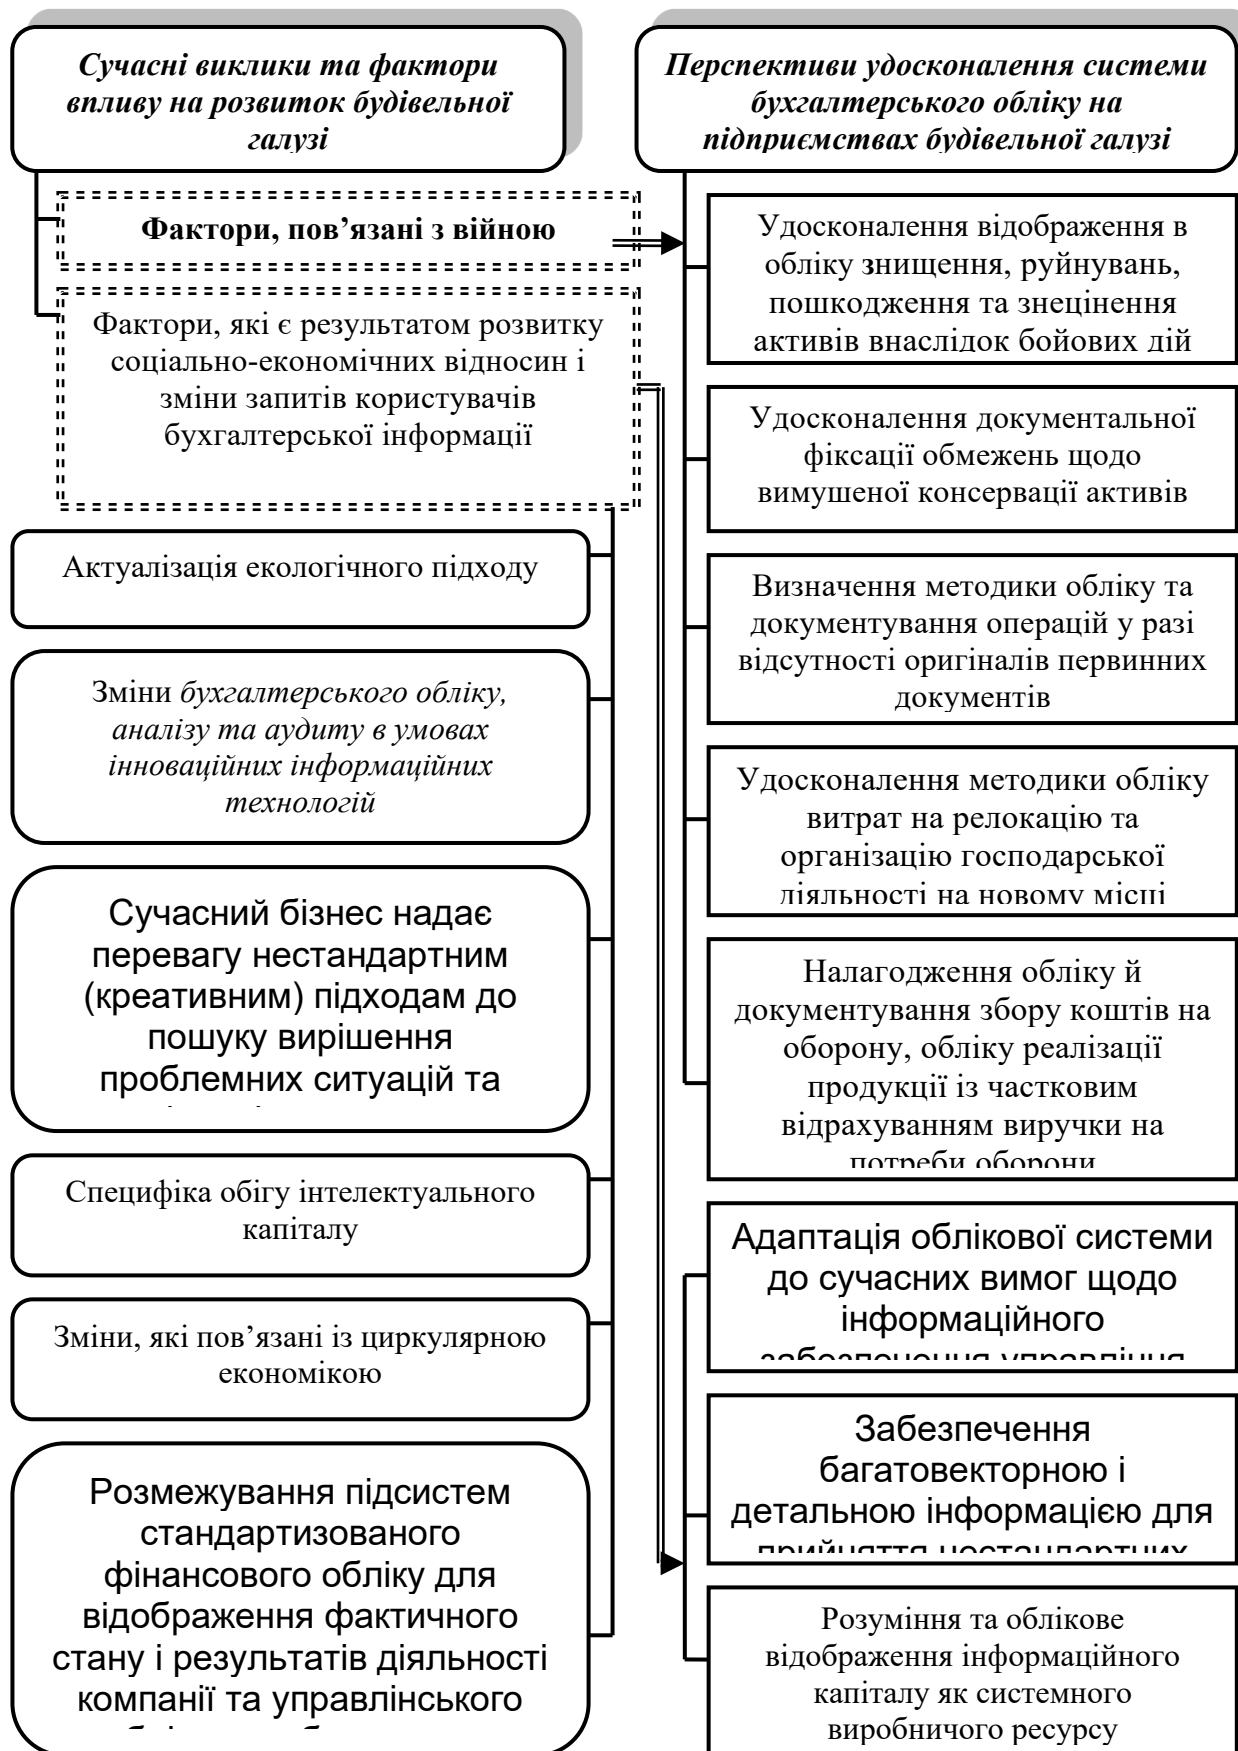 Сучасні виклики та фактори
впливу на розвиток будівельної
галузі
Фактори, пов’язані з війною
Фактори, які є результатом розвитку
соціально-економічних відносин і
зміни запитів користувачів
бухгалтерської інформації
Актуалізація екологічного підходу
Зміни бухгалтерського обліку,
аналізу та аудиту в умовах
інноваційних інформаційних
технологій
Сучасний бізнес надає
перевагу нестандартним
(креативним) підходам до
пошуку вирішення
проблемних ситуацій та
Специфіка обігу інтелектуального
капіталу
Зміни, які пов’язані із циркулярною
економікою
Розмежування підсистем
стандартизованого
фінансового обліку для
відображення фактичного
стану і результатів діяльності
компанії та управлінського
Перспективи удосконалення системи
бухгалтерського обліку на
підприємствах будівельної галузі
Удосконалення відображення в
обліку знищення, руйнувань,
пошкодження та знецінення
активів внаслідок бойових дій
Удосконалення документальної
фіксації обмежень щодо
вимушеної консервації активів
Визначення методики обліку та
документування операцій у разі
відсутності оригіналів первинних
документів
Удосконалення методики обліку
витрат на релокацію та
організацію господарської
діяльності на новому місці
Налагодження обліку й
документування збору коштів на
оборону, обліку реалізації
продукції із частковим
відрахуванням виручки на
потреби оборони
Адаптація облікової системи
до сучасних вимог щодо
інформаційного
забезпечення управління
Забезпечення
багатовекторною і
детальною інформацією для
прийняття нестандартних
Розуміння та облікове
відображення інформаційного
капіталу як системного
виробничого ресурсу